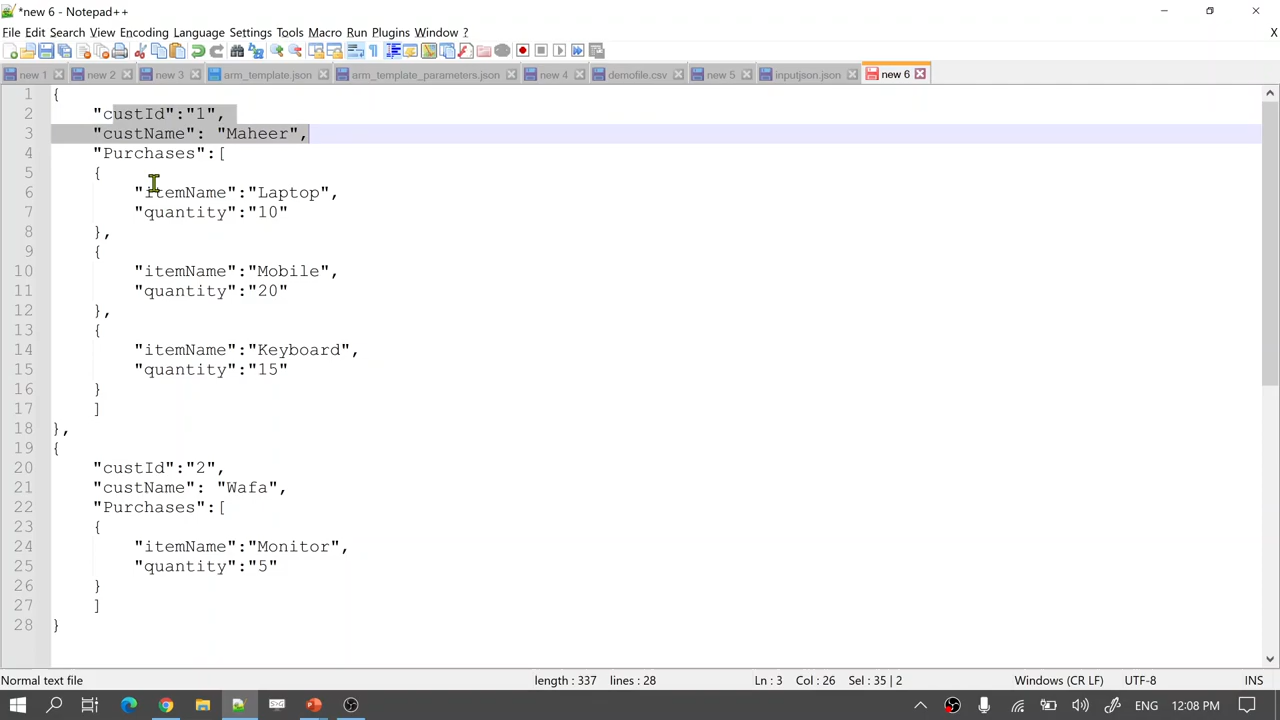 *new 6 - Notepad++
File Edit Search View Encoding Language Settings Tools Macro Run Plugins Window ? X
new 1 new 2 new 3 arm_template.json arm_template_parameters.json new 4 demofile.csv new 5 inputjson.json new 6
1 {
2 "custId":"1",
3 "custName": "Maheer",
4 "Purchases":[
5 {
6 "itemName":"Laptop",
7 "quantity":"10"
8 },
9 {
10 "itemName":"Mobile",
11 "quantity":"20"
12 },
13 {
14 "itemName":"Keyboard",
15 "quantity":"15"
16 }
17 ]
18 },
19 {
20 "custId":"2",
21 "custName": "Wafa",
22 "Purchases":[
23 {
24 "itemName":"Monitor",
25 "quantity":"5"
26 }
27 ]
28 }
Normal text file length : 337 lines : 28 Ln : 3 Col : 26 Sel : 35 | 2 Windows (CR LF) UTF-8 INS
ENG 12:08 PM